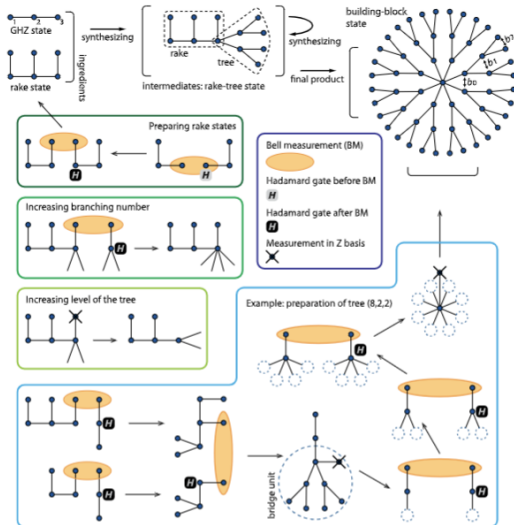 1 2 3
GHZ state
rake state
ingredients
synthesizing
rake
tree
intermediates: rake-tree state
synthesizing
final product
building-block
state
b₂
b₁
b₀
Preparing rake states
H
H
Increasing branching number
H
Increasing level of the tree
Bell measurement (BM)
Hadamard gate before BM
H
Hadamard gate after BM
H
Measurement in Z basis
Example: preparation of tree (8,2,2)
H
H
H
H
H
H
bridge unit